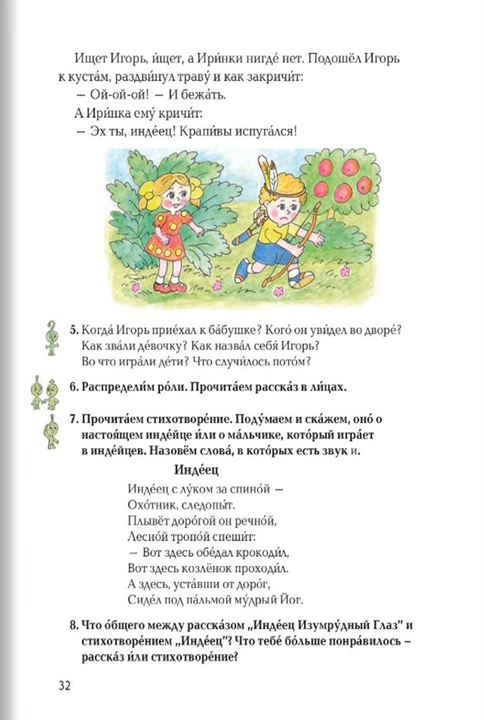 Ищет Игорь, и́щет, а Ири́нки нигде́ нет. Подошёл Игорь
к куста́м, раздви́нул траву́ и как закричи́т:
— Ой-ой-ой! — И бежа́ть.
А Ири́нка ему́ кричи́т:
— Эх ты, инде́ец! Крапи́вы испуга́лся!
5. Когда́ Игорь прие́хал к ба́бушке? Кого́ он уви́дел во дворе́?
Как зва́ли де́вочку? Как назва́л себя́ Игорь?
Во что игра́ли де́ти? Что случи́лось пото́м?
6. Распредели́м ро́ли. Прочита́ем расска́з в ли́цах.
7. Прочита́ем стихотворе́ние. Поду́маем и ска́жем, оно́ о
настоя́щем инде́йце и́ли о ма́льчике, кото́рый игра́ет
в инде́йцев. Назовём слова́, в кото́рых есть звук и.
Инде́ец
Инде́ец с лу́ком за спино́й —
Охо́тник, следопы́т.
Плывёт доро́гой он речно́й,
Лесно́й тропо́й спеши́т:
— Вот здесь обе́дал крокоди́л,
Вот здесь козлёнок проходи́л.
А здесь, уста́вши от доро́г,
Сиде́л под па́льмой му́дрый Йог.
8. Что о́бщего между расска́зом „Инде́ец Изумру́дный Глаз" и
стихотворе́нием „Инде́ец"? Что тебе́ бо́льше понра́вилось –
расска́з и́ли стихотворе́ние?
32